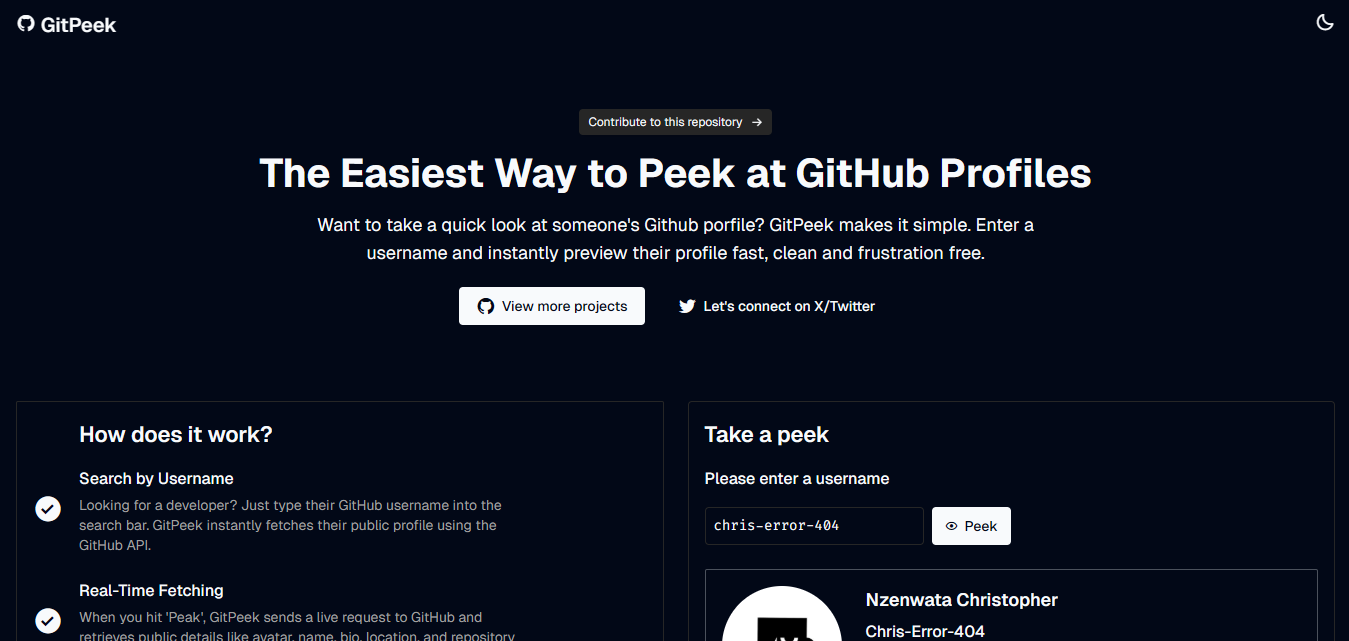 GitPeek
Contribute to this repository →
The Easiest Way to Peek at GitHub Profiles
Want to take a quick look at someone's Github porfile? GitPeek makes it simple. Enter a
username and instantly preview their profile fast, clean and frustration free.
View more projects
Let's connect on X/Twitter
How does it work?
Search by Username
Looking for a developer? Just type their GitHub username into the
search bar. GitPeek instantly fetches their public profile using the
GitHub API.
Real-Time Fetching
When you hit 'Peak', GitPeek sends a live request to GitHub and
retrieves public details like avatar, name, bio, location, and repository
Take a peek
Please enter a username
chris-error-404
Peek
Nzenwata Christopher
Chris-Error-404